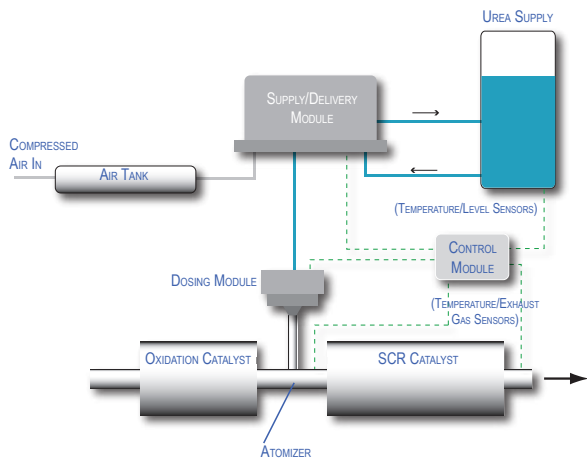 Urea Supply
Supply/Delivery
Module
Compressed
Air In
Air Tank
(Temperature/Level Sensors)
Control
Module
Dosing Module
(Temperature/Exhaust
Gas Sensors)
Oxidation Catalyst
SCR Catalyst
Atomizer